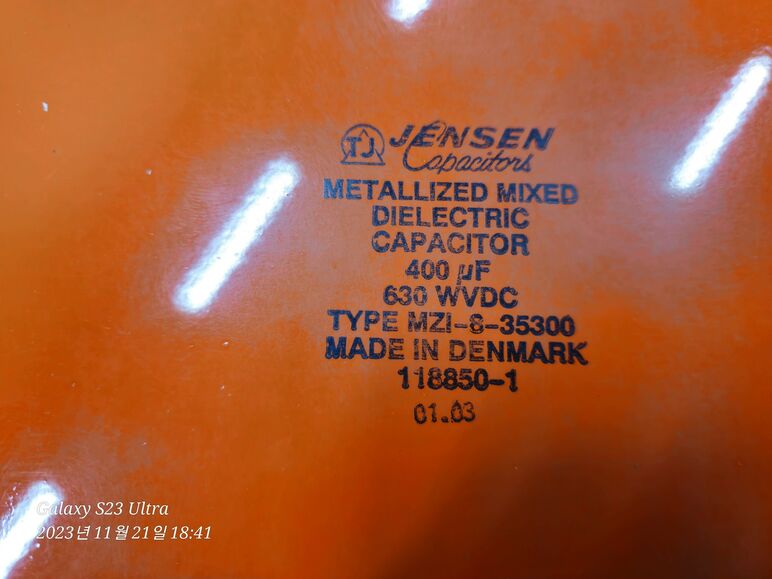 TJ JENSEN
Capacitors
METALLIZED MIXED
DIELECTRIC
CAPACITOR
400 µF
630 WVDC
TYPE MZI-8-35300
MADE IN DENMARK
118850-1
01.03
Galaxy S23 Ultra
2023년 11월 21일 18:41